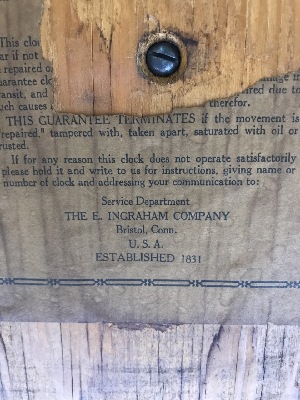 This clo
ar if not
e repaired o
uarantee clo
ransit, and
uch causes
ired due to
therefor.
THIS GUARANTEE TERMINATES if the movement is
"repaired," tampered with, taken apart, saturated with oil or
rusted.
If for any reason this clock does not operate satisfactorily
please hold it and write to us for instructions, giving name or
number of clock and addressing your communication to:
Service Department
THE E. INGRAHAM COMPANY
Bristol, Conn.
U. S. A.
ESTABLISHED 1831